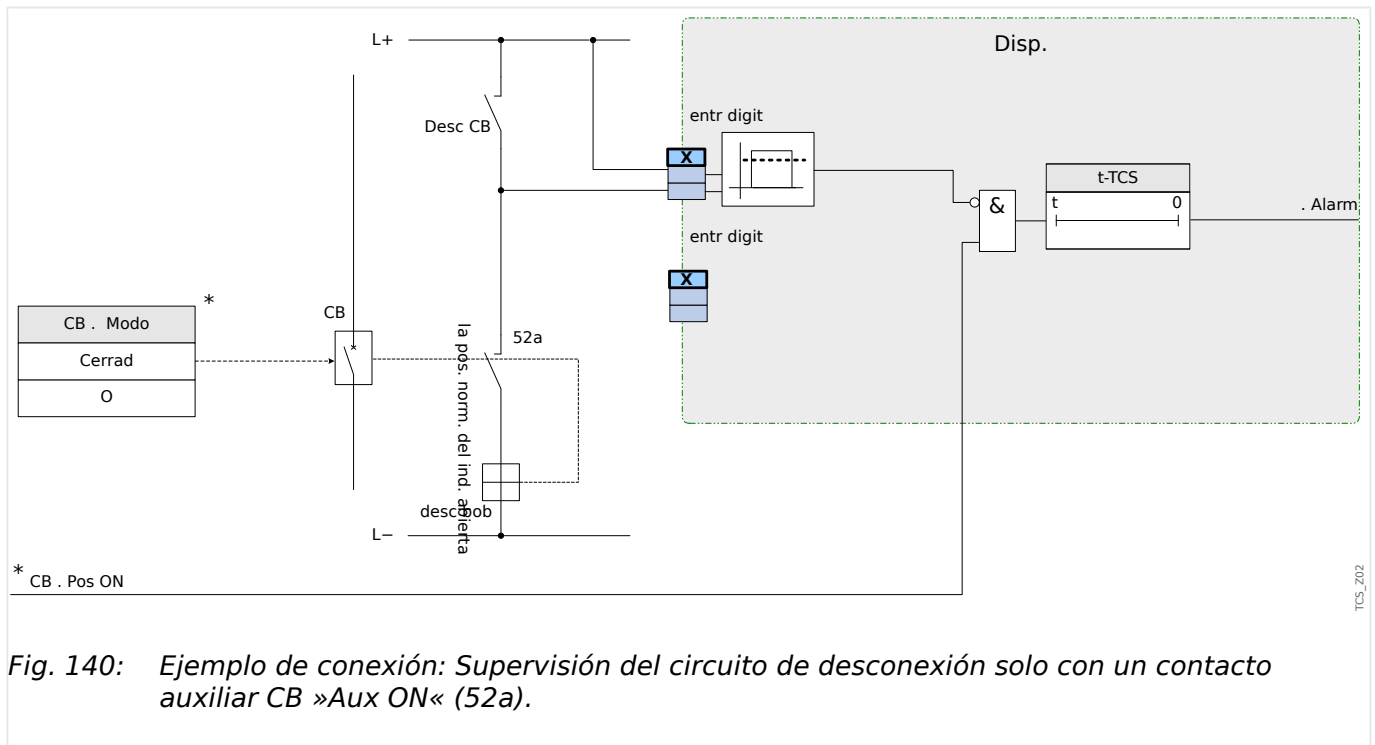 L+
Disp.
Desc CB
entr digit
X
t-TCS
t 0
&
. Alarm
entr digit
X
*
CB . Modo
Cerrad
O
CB
52a
la pos. norm. del ind. abierta
desc bob
L−
* CB . Pos ON
TCS_Z02
Fig. 140: Ejemplo de conexión: Supervisión del circuito de desconexión solo con un contacto
auxiliar CB »Aux ON« (52a).